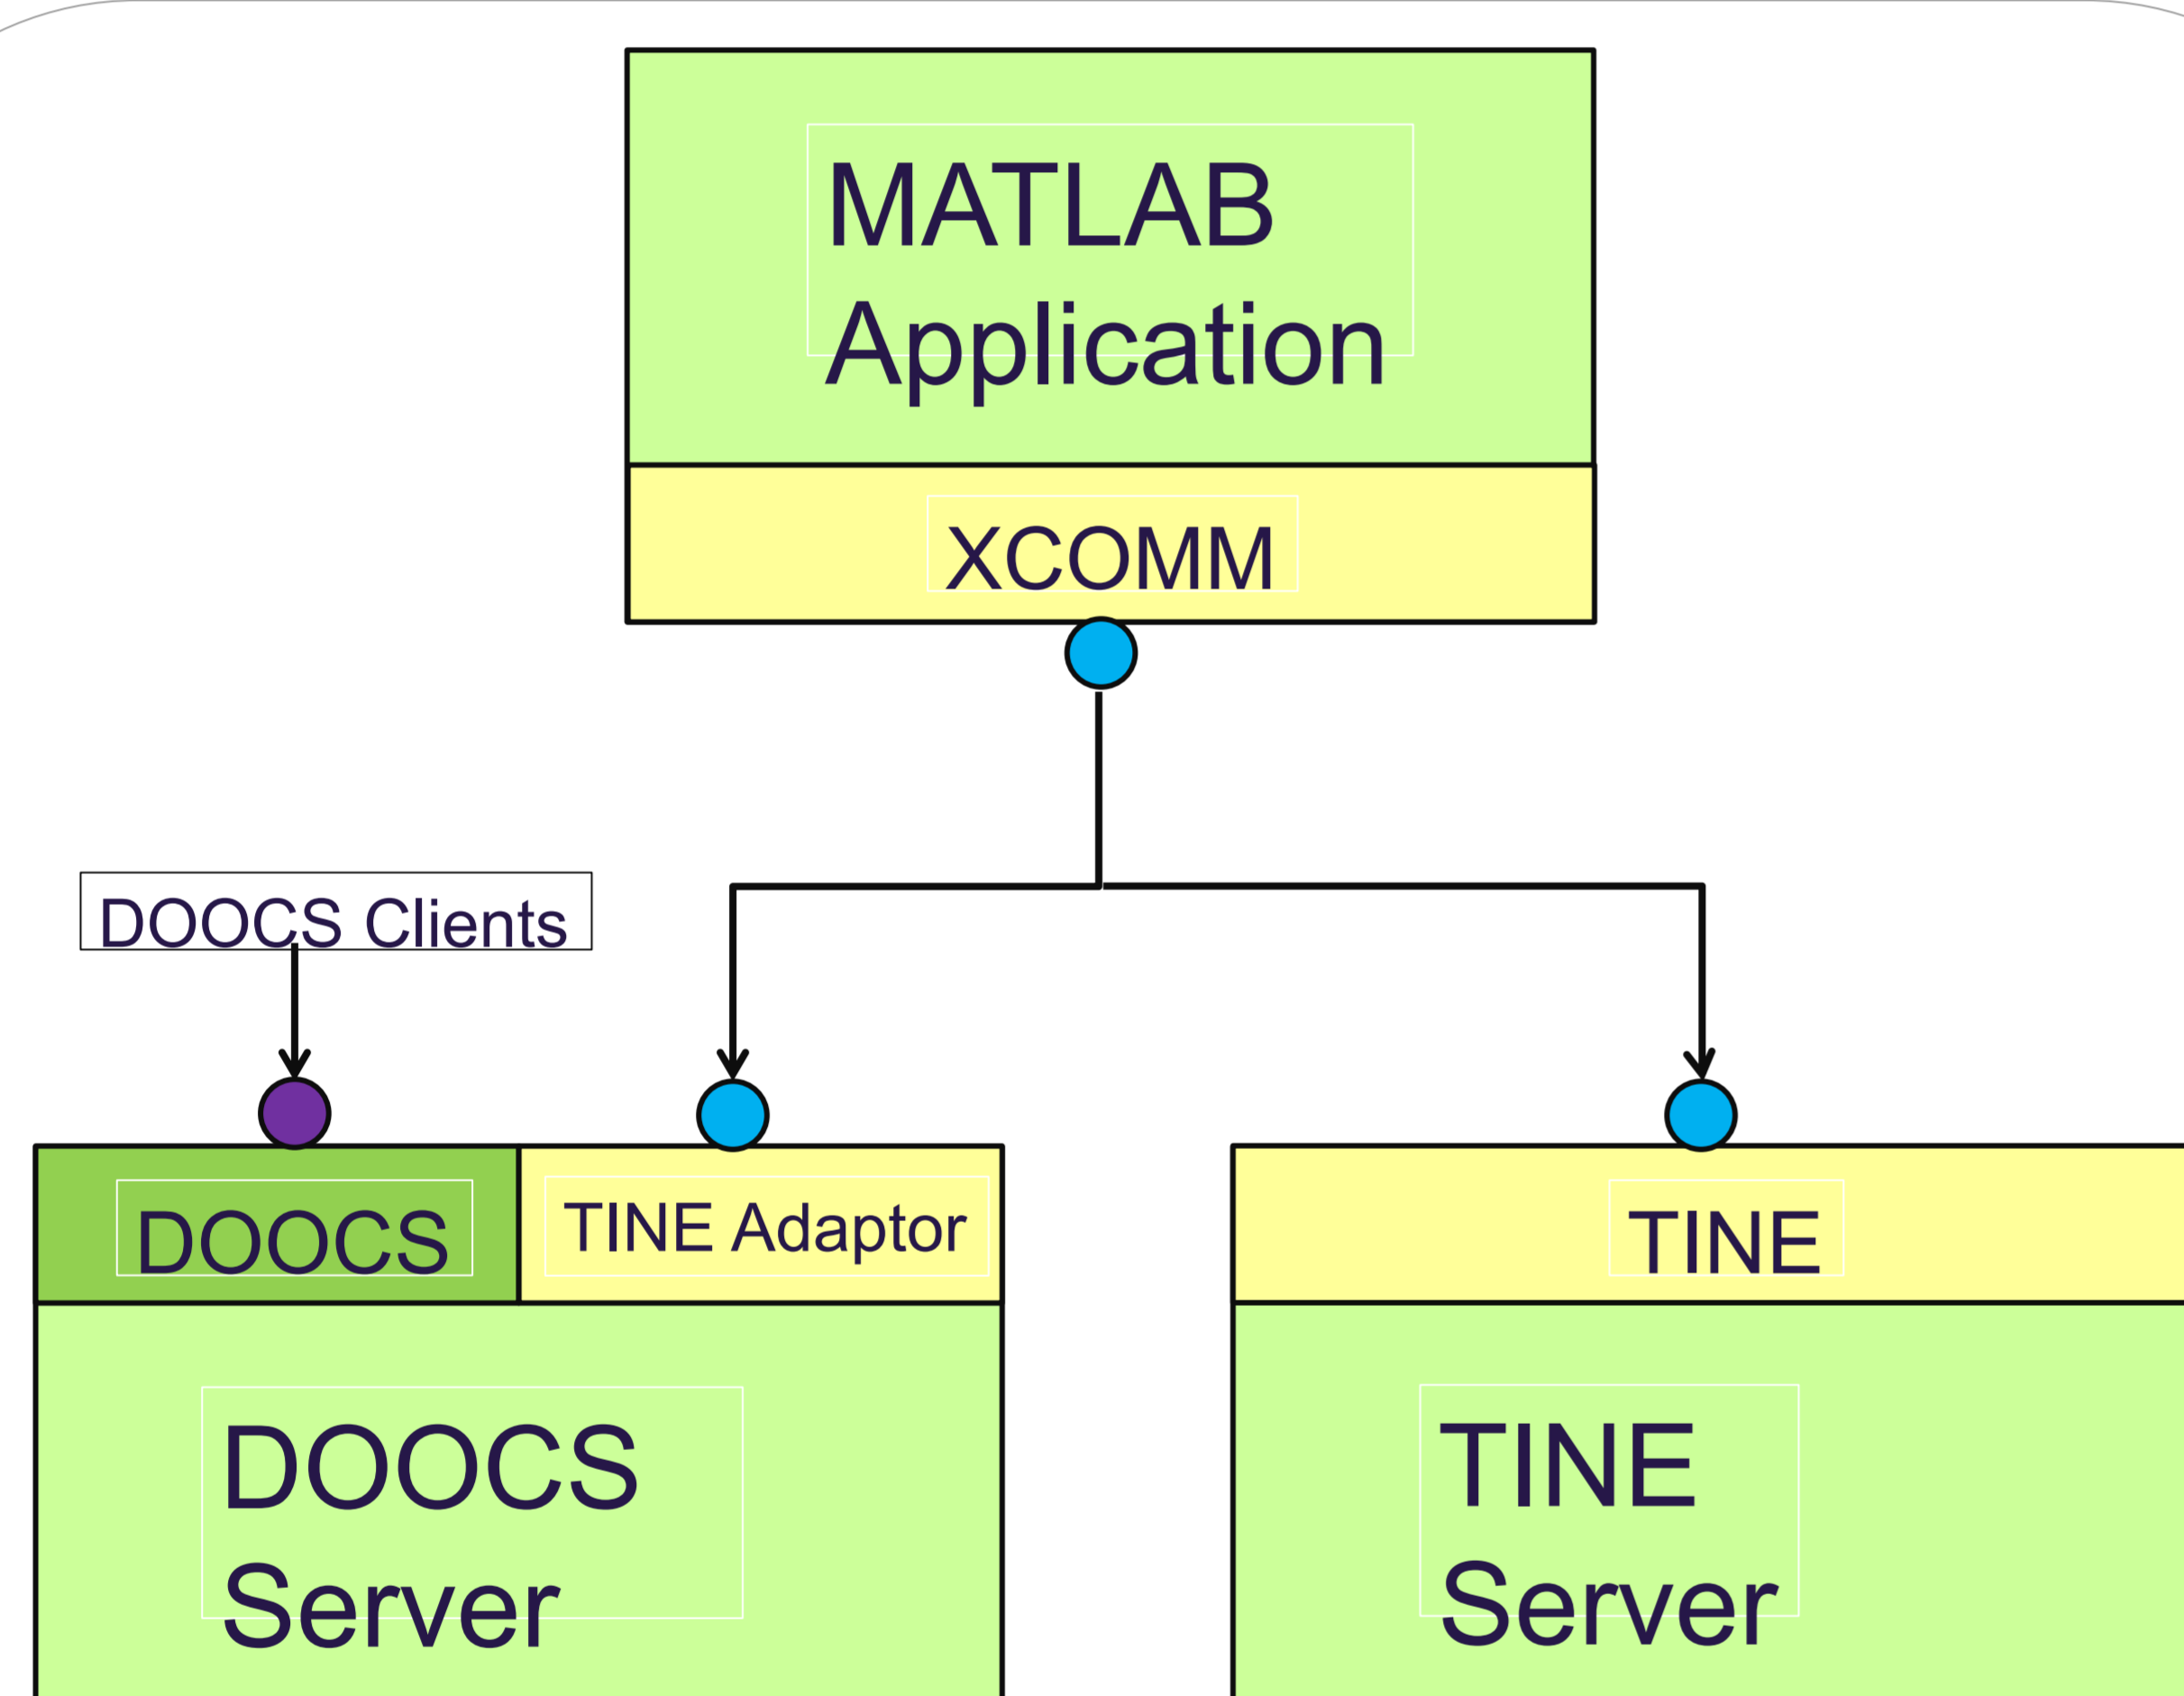 MATLAB
Application
XCOMM
DOOCS Clients
DOOCS
TINE Adaptor
TINE
DOOCS
Server
TINE
Server